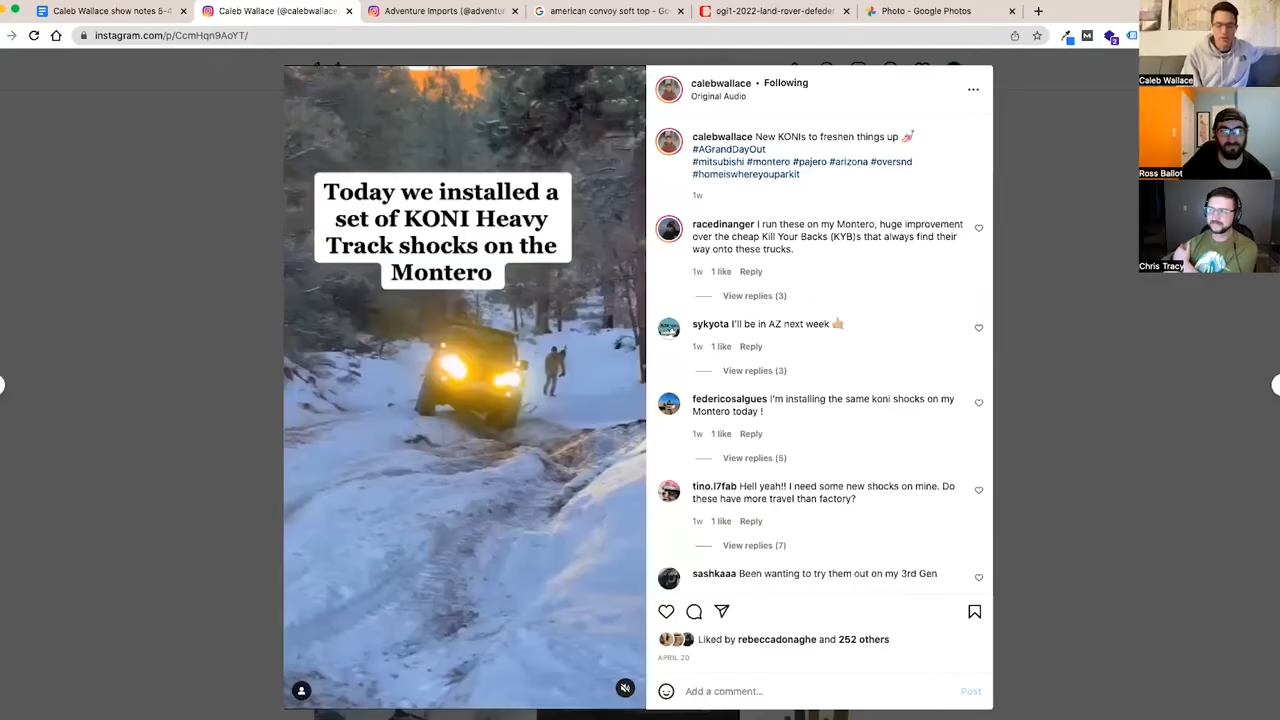 Caleb Wallace show notes 5-4
Caleb Wallace (@calebwallace
Adventure Imports (@adventur
american convoy soft top - Go
ogi1-2022-land-rover-defeder
Photo - Google Photos
instagram.com/p/CcmHqn9AoYT/
Today we installed a
set of KONI Heavy
Track shocks on the
Montero
calebwallace • Following
Original Audio
calebwallace New KONIs to freshen things up 💅🏻
#AGrandDayOut
#mitsubishi #montero #pajero #arizona #oversnd
#homeiswhereyouparkit
1w
racedinanger I run these on my Montero, huge improvement
over the cheap Kill Your Backs (KYB)s that always find their
way onto these trucks.
1w 1 like Reply
View replies (3)
sykyota I'll be in AZ next week 🤙🏼
1w 1 like Reply
View replies (3)
federicosalgues i'm installing the same koni shocks on my
Montero today !
1w 1 like Reply
View replies (5)
tino.l7fab Hell yeah!! I need some new shocks on mine. Do
these have more travel than factory?
1w 1 like Reply
View replies (7)
sashkaaa Been wanting to try them out on my 3rd Gen
Liked by rebeccadonaghe and 252 others
APRIL 20
Add a comment...
Post
Caleb Wallace
Ross Ballot
Chris Tracy